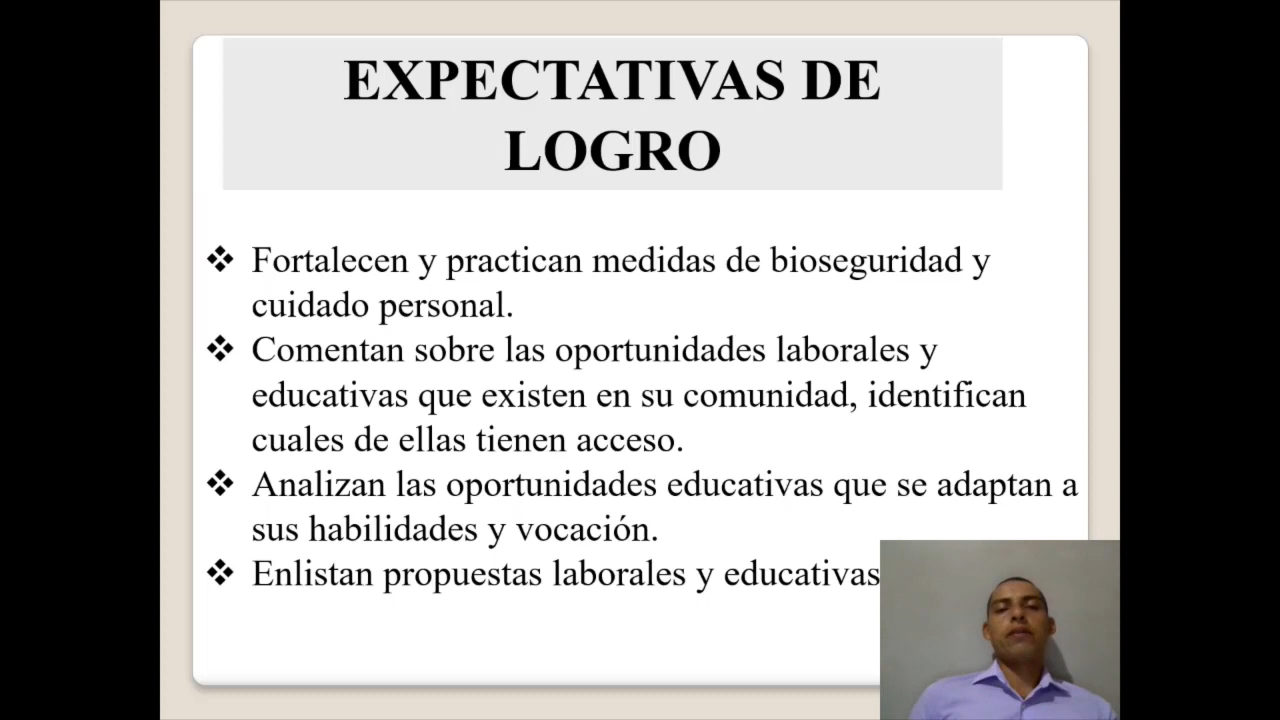 EXPECTATIVAS DE
LOGRO
❖ Fortalecen y practican medidas de bioseguridad y
cuidado personal.
❖ Comentan sobre las oportunidades laborales y
educativas que existen en su comunidad, identifican
cuales de ellas tienen acceso.
❖ Analizan las oportunidades educativas que se adaptan a
sus habilidades y vocación.
❖ Enlistan propuestas laborales y educativas